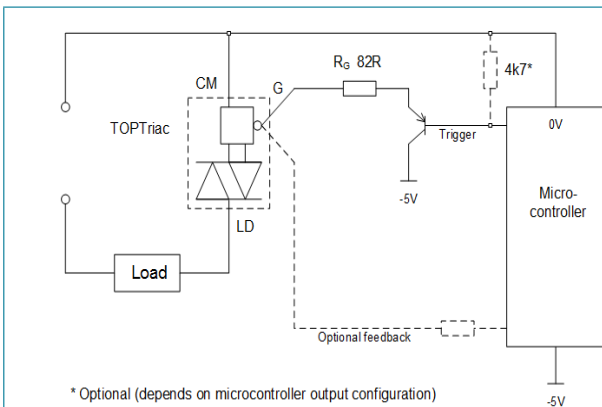 CM
G
R_G 82R
4k7*
TOPTriac
Trigger
0V
-5V
Micro-
controller
LD
Load
Optional feedback
* Optional (depends on microcontroller output configuration)
-5V